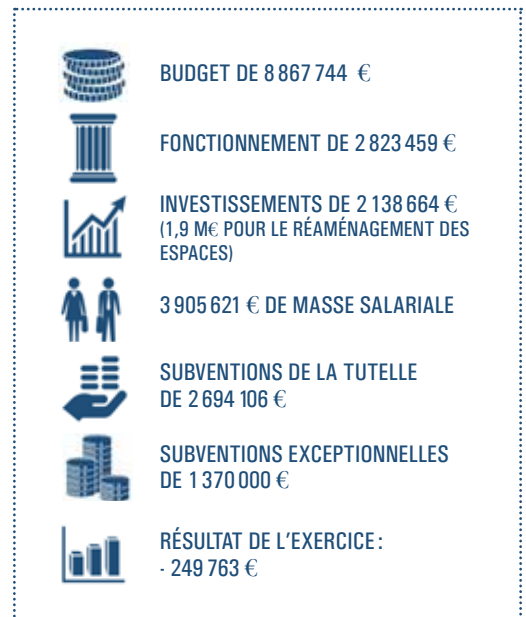 BUDGET DE 8 867 744 €
FONCTIONNEMENT DE 2 823 459 €
INVESTISSEMENTS DE 2 138 664 €
(1,9 M€ POUR LE RÉAMÉNAGEMENT DES
ESPACES)
3 905 621 € DE MASSE SALARIALE
SUBVENTIONS DE LA TUTELLE
DE 2 694 106 €
SUBVENTIONS EXCEPTIONNELLES
DE 1 370 000 €
RÉSULTAT DE L'EXERCICE :
- 249 763 €